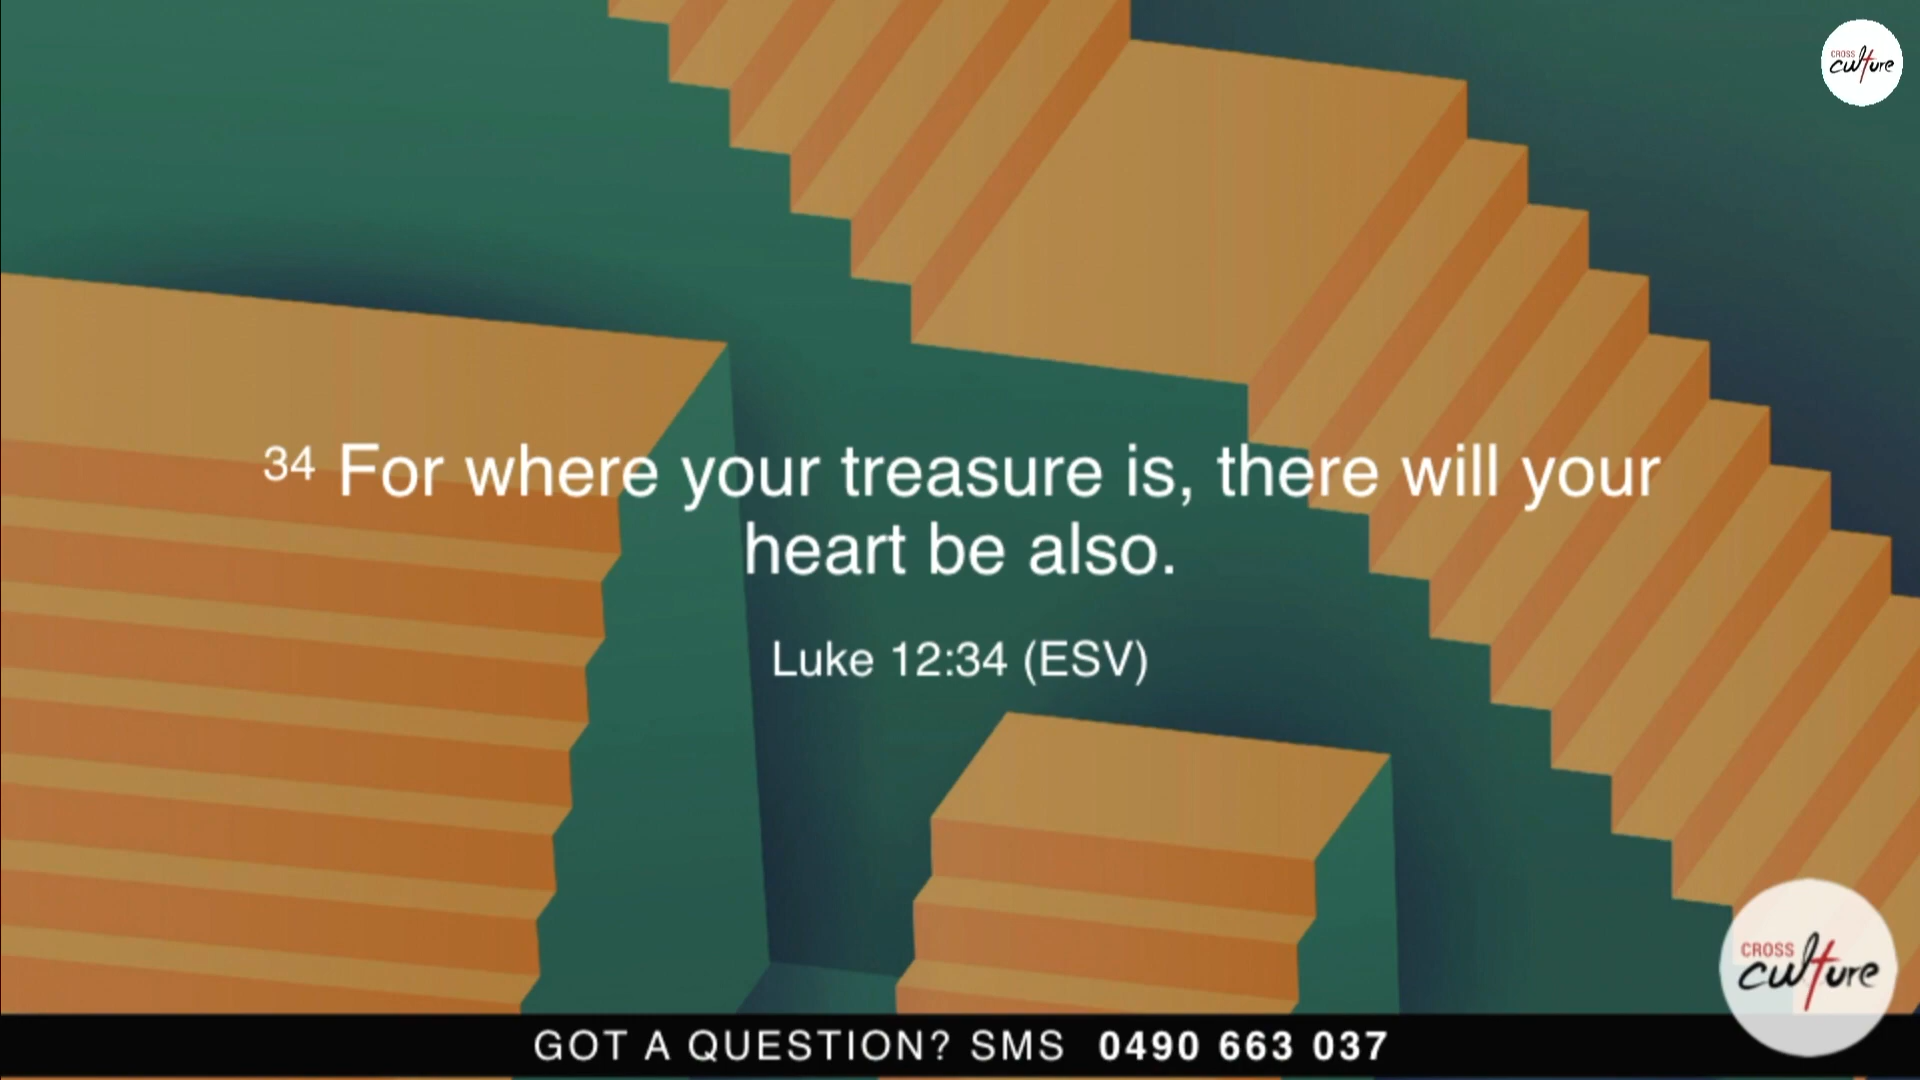 CROSS
culture
34 For where your treasure is, there will your
heart be also.
Luke 12:34 (ESV)
CROSS
culture
GOT A QUESTION? SMS 0490 663 037